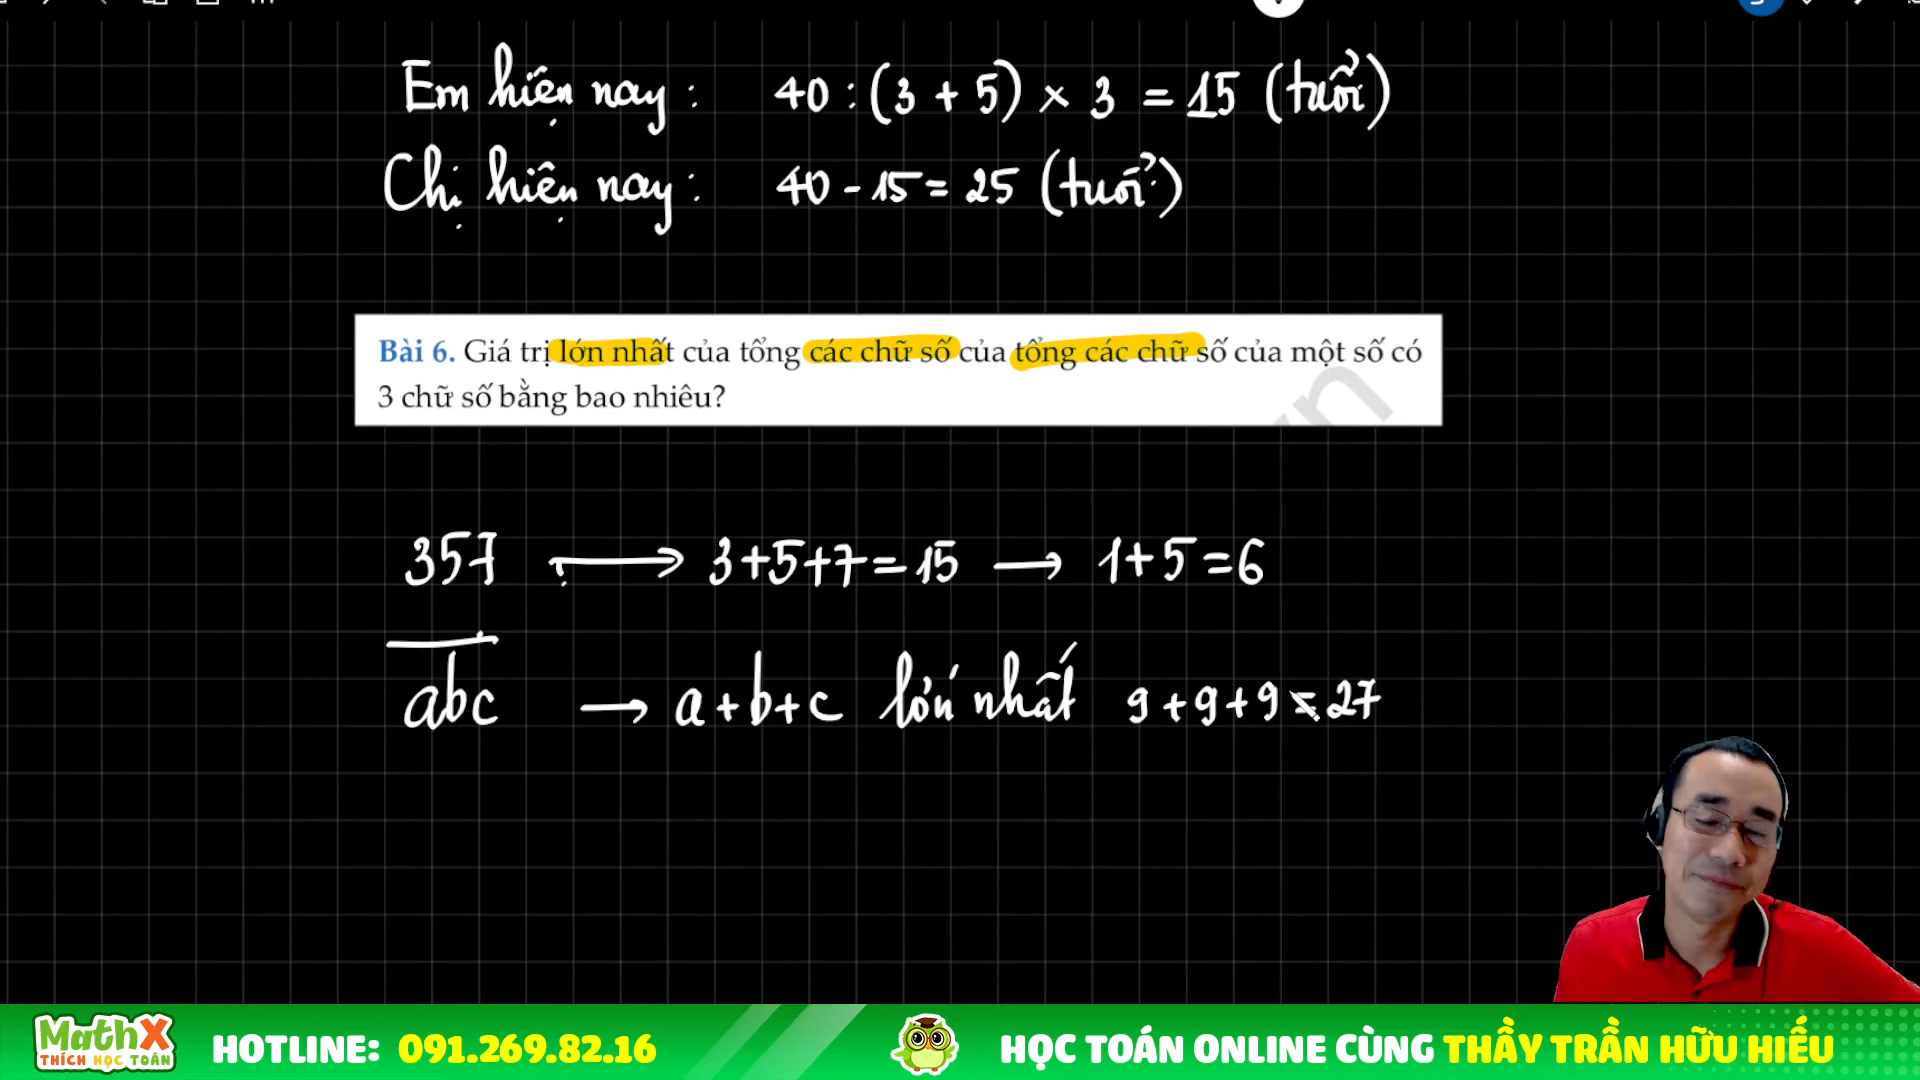 Em hiện nay : 40 : (3 + 5) × 3 = 15 (tuổi)
Chị hiện nay : 40 - 15 = 25 (tuổi)
Bài 6. Giá trị lớn nhất của tổng các chữ số của tổng các chữ số của một số có
3 chữ số bằng bao nhiêu?
357 → 3+5+7=15 → 1+5=6
abc → a+b+c lớn nhất 9+9+9 = 27
MathX
THÍCH HỌC TOÁN
HOTLINE: 091.269.82.16
HỌC TOÁN ONLINE CÙNG THẦY TRẦN HỮU HIẾU